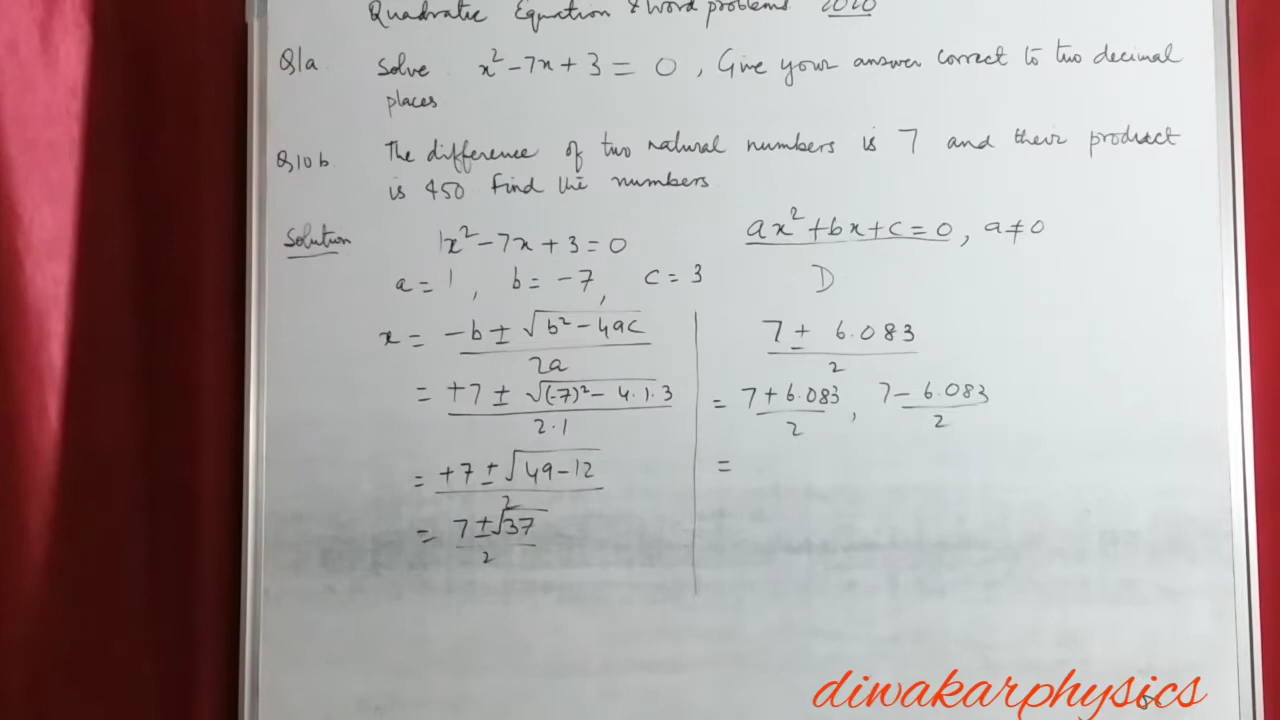 Quadratic Equation & Word problems 2020
Q1a Solve x² - 7x + 3 = 0, Give your answer correct to two decimal
places
Q10b The difference of two natural numbers is 7 and their product
is 450 Find the numbers
Solution 1x² - 7x + 3 = 0
ax² + bx + c = 0, a ≠ 0
a = 1, b = -7, c = 3
D
x = (-b ± √(b² - 4ac)) / 2a
= (+7 ± √((-7)² - 4.1.3)) / 2·1
= (+7 ± √(49-12)) / 2
= (7 ± √37) / 2
(7 ± 6.083) / 2
= (7 + 6.083) / 2, (7 - 6.083) / 2
=
diwakarphysics